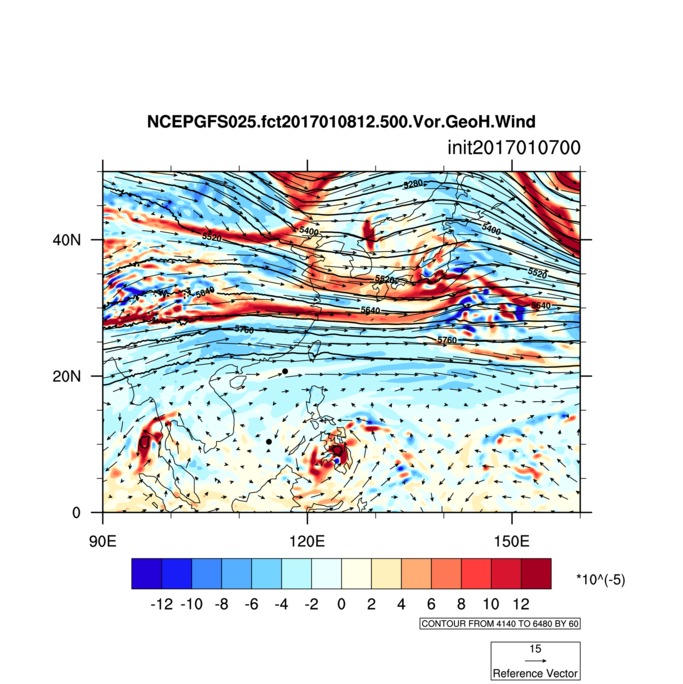 NCEPGFS025.fct2017010812.500.Vor.GeoH.Wind
init2017010700
5280
5400
5400
5520
5520
5520
5640
5640
5640
5760
5760
40N
20N
0
90E 120E 150E
-12 -10 -8 -6 -4 -2 0 2 4 6 8 10 12
*10^(-5)
CONTOUR FROM 4140 TO 6480 BY 60
15
Reference Vector